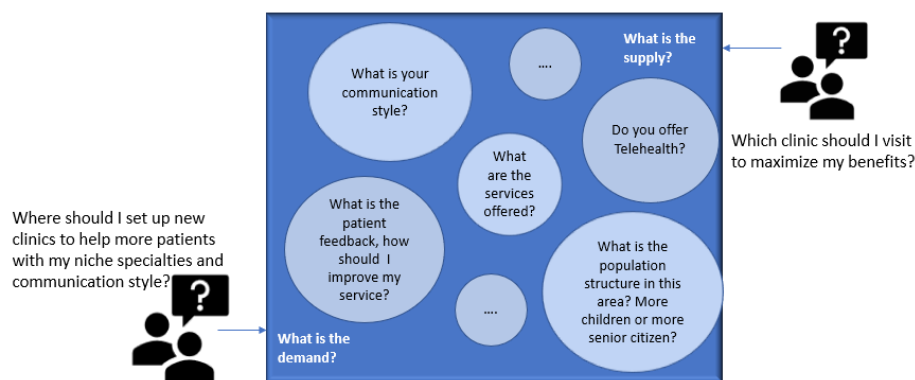 What is your
communication
style?
....
What is the
supply?
?
Which clinic should I visit
to maximize my benefits?
Do you offer
Telehealth?
What
are the
services
offered?
What is the
patient
feedback, how
should I
improve my
service?
Where should I set up new
clinics to help more patients
with my niche specialties and
communication style?
?
What is the
population
structure in this
area? More
children or more
senior citizen?
....
What is the
demand?